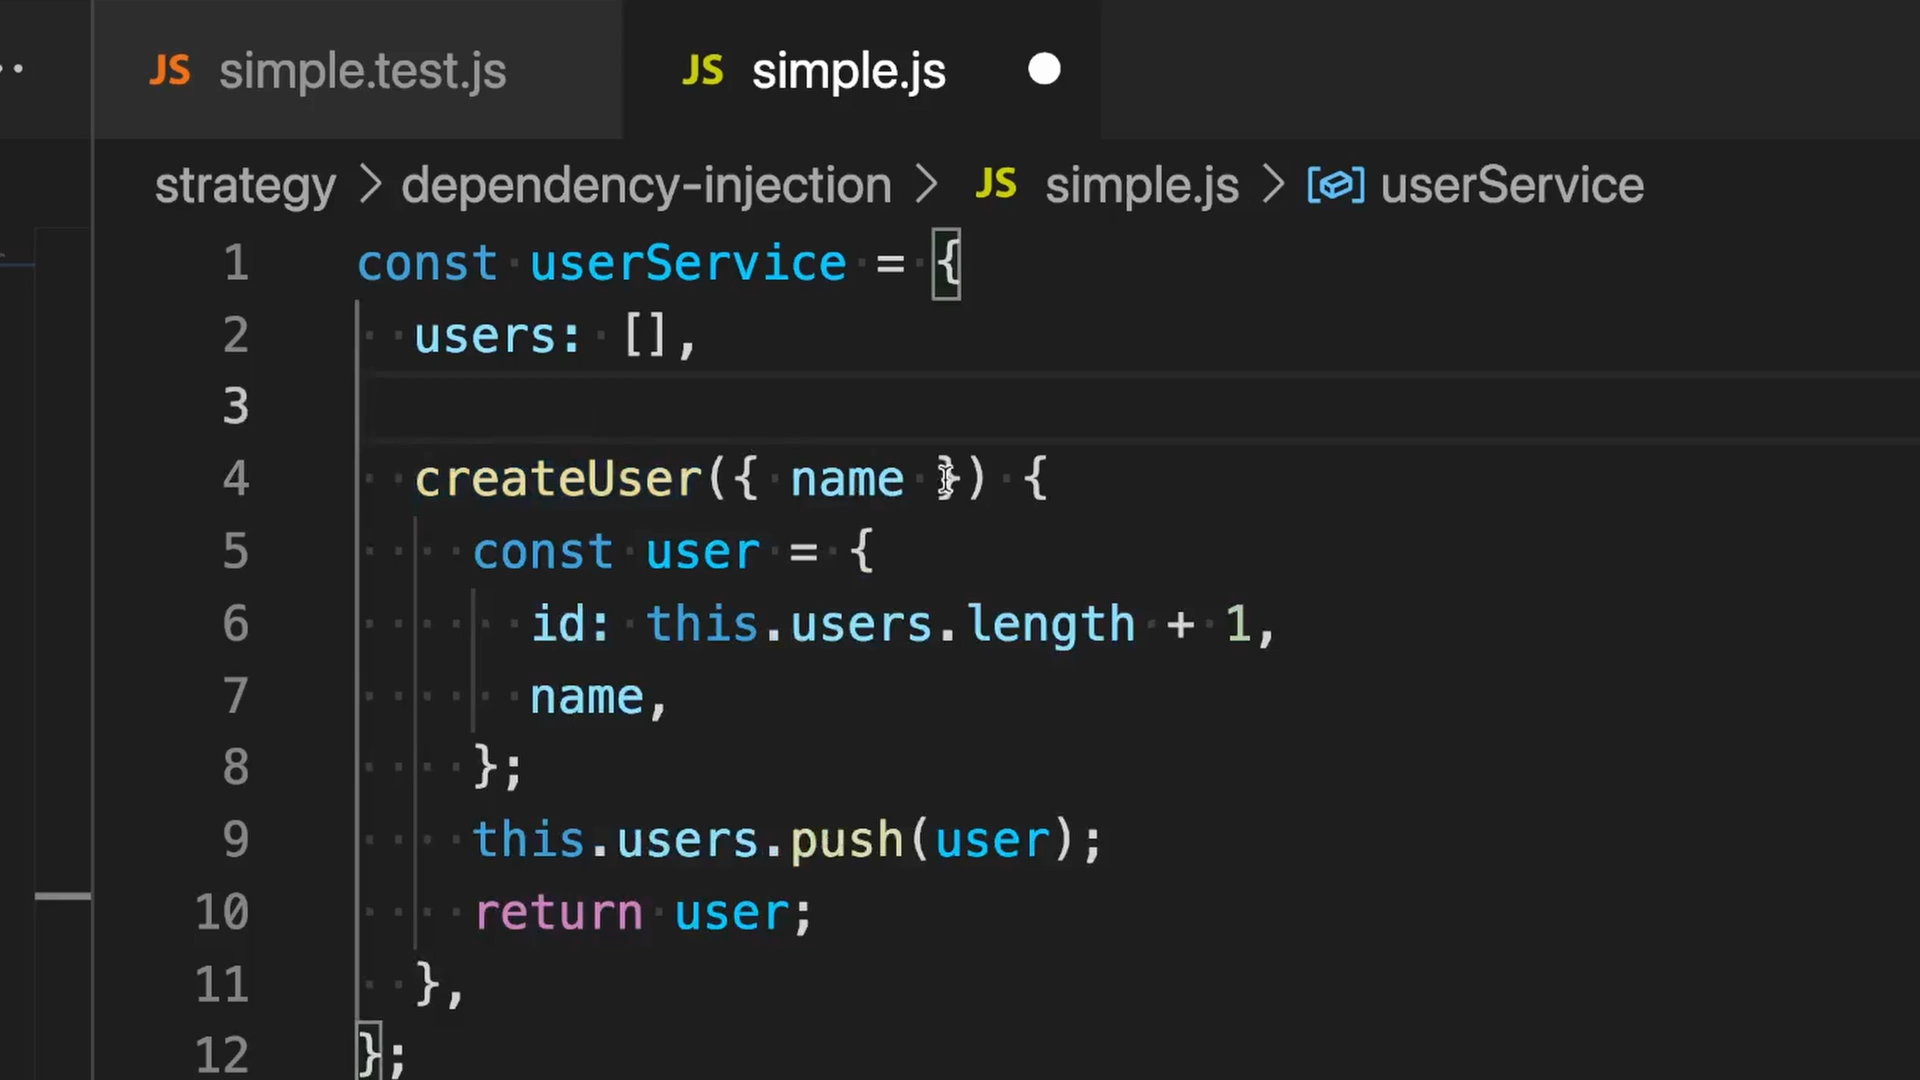 JS simple.test.js JS simple.js
strategy > dependency-injection > JS simple.js > userService
1 const userService = {
2 users: [],
3
4 createUser({ name }) {
5 const user = {
6 id: this.users.length + 1,
7 name,
8 };
9 this.users.push(user);
10 return user;
11 },
12 };